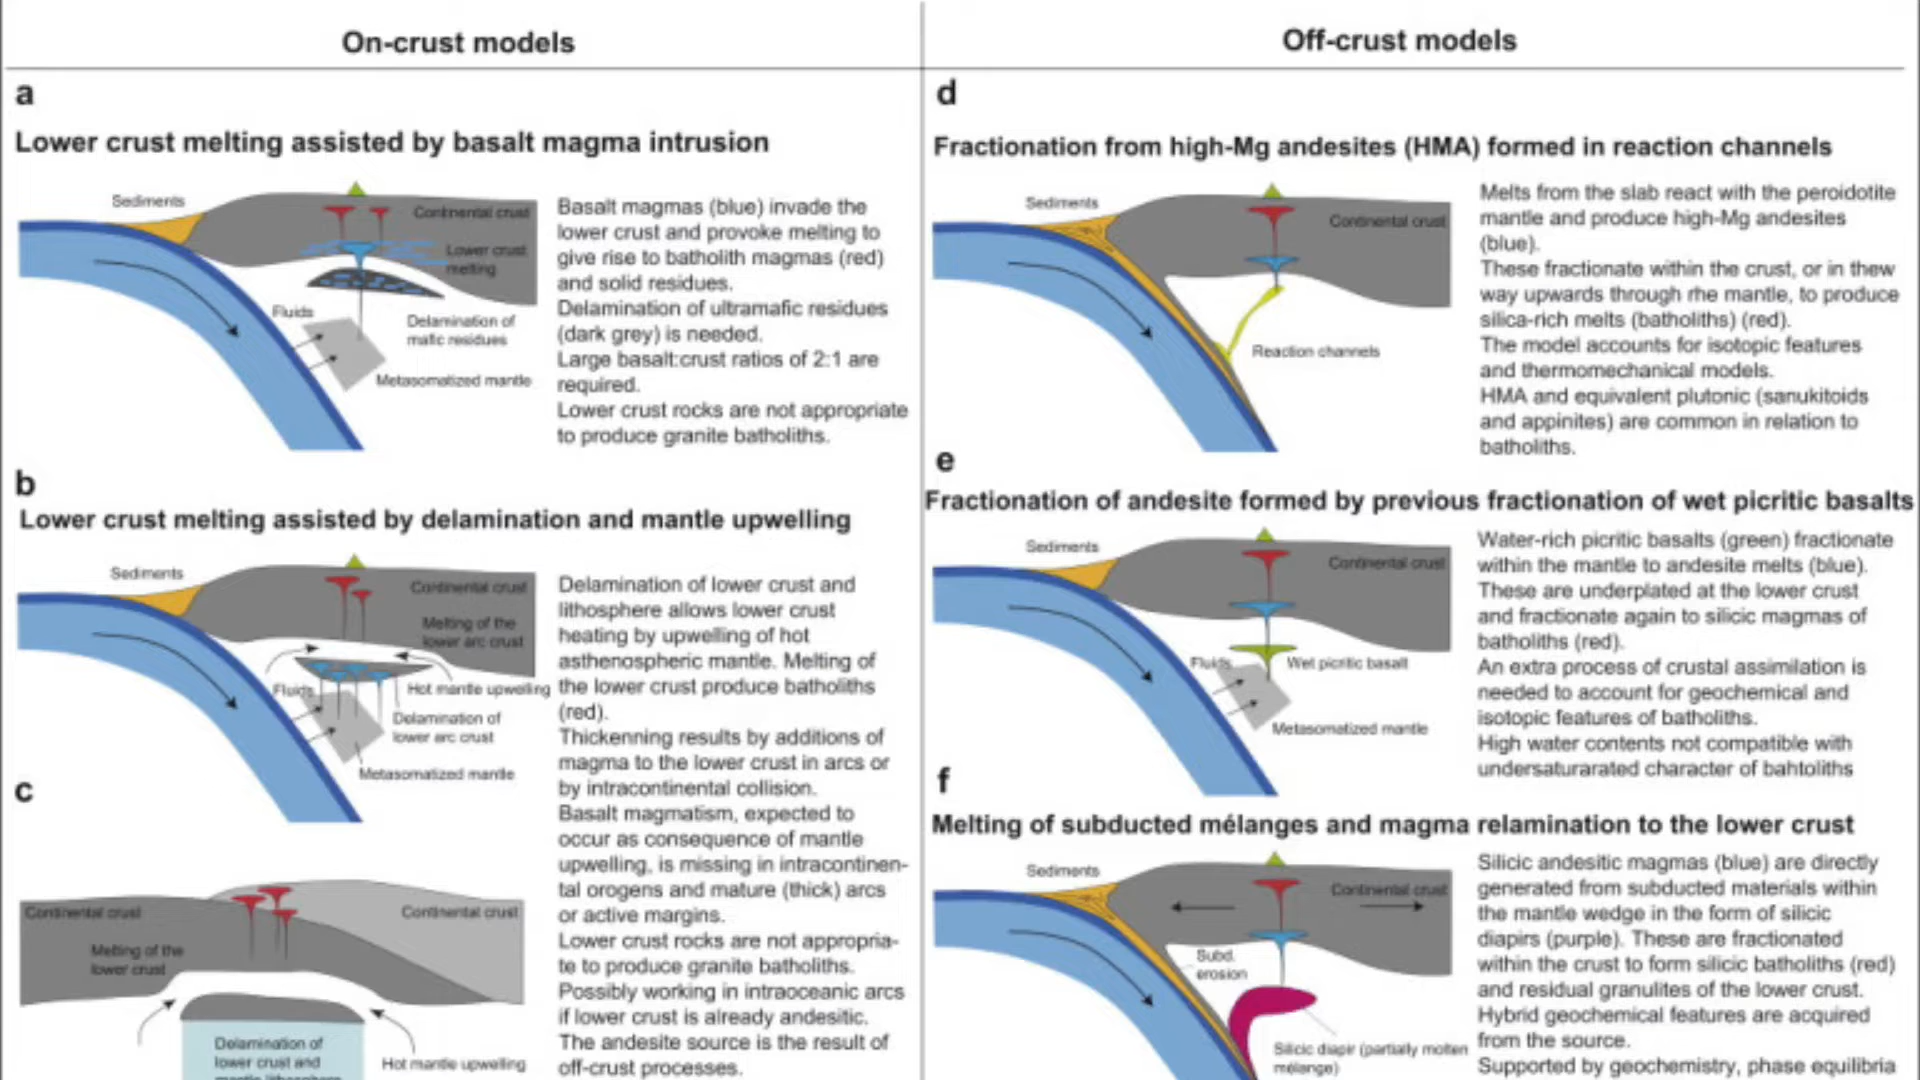 On-crust models
a
Lower crust melting assisted by basalt magma intrusion
Sediments
Continental crust
Lower crust
melting
Fluids
Delamination of
mafic residues
Metasomatized mantle
Basalt magmas (blue) invade the
lower crust and provoke melting to
give rise to batholith magmas (red)
and solid residues.
Delamination of ultramafic residues
(dark grey) is needed.
Large basalt:crust ratios of 2:1 are
required.
Lower crust rocks are not appropriate
to produce granite batholiths.
b
Lower crust melting assisted by delamination and mantle upwelling
Sediments
Continental crust
Melting of the
lower arc crust
Fluids
Hot mantle upwelling
Delamination of
lower arc crust
Metasomatized mantle
c
Continental crust
Continental crust
Melting of the
lower crust
Delamination of
lower crust and
mantle lithosphere
Hot mantle upwelling
Delamination of lower crust and
lithosphere allows lower crust
heating by upwelling of hot
asthenospheric mantle. Melting of
the lower crust produce batholiths
(red).
Thickenning results by additions of
magma to the lower crust in arcs or
by intracontinental collision.
Basalt magmatism, expected to
occur as consequence of mantle
upwelling, is missing in intracontinen-
tal orogens and mature (thick) arcs
or active margins.
Lower crust rocks are not appropria-
te to produce granite batholiths.
Possibly working in intraoceanic arcs
if lower crust is already andesitic.
The andesite source is the result of
off-crust processes.
Off-crust models
d
Fractionation from high-Mg andesites (HMA) formed in reaction channels
Sediments
Continental crust
Reaction channels
Melts from the slab react with the peroidotite
mantle and produce high-Mg andesites
(blue).
These fractionate within the crust, or in thew
way upwards through rhe mantle, to produce
silica-rich melts (batholiths) (red).
The model accounts for isotopic features
and thermomechanical models.
HMA and equivalent plutonic (sanukitoids
and appinites) are common in relation to
batholiths.
e
Fractionation of andesite formed by previous fractionation of wet picritic basalts
Sediments
Continental crust
Fluids
Wet picritic basalt
Metasomatized mantle
Water-rich picritic basalts (green) fractionate
within the mantle to andesite melts (blue).
These are underplated at the lower crust
and fractionate again to silicic magmas of
batholiths (red).
An extra process of crustal assimilation is
needed to account for geochemical and
isotopic features of batholiths.
High water contents not compatible with
undersaturarated character of bahtoliths
f
Melting of subducted mélanges and magma relamination to the lower crust
Sediments
Continental crust
Subd.
erosion
Silicic diapir (partially molten
mélange)
Silicic andesitic magmas (blue) are directly
generated from subducted materials within
the mantle wedge in the form of silicic
diapirs (purple). These are fractionated
within the crust to form silicic batholiths (red)
and residual granulites of the lower crust.
Hybrid geochemical features are acquired
from the source.
Supported by geochemistry, phase equilibria